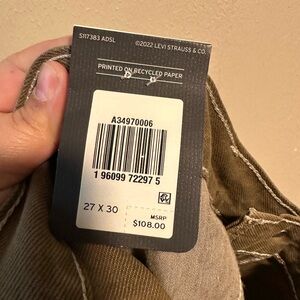 S117383 ADSL ©2022 LEVI STRAUSS & CO.
PRINTED ON RECYCLED PAPER
A34970006
1 96099 72297 5
27 X 30
MSRP
$108.00